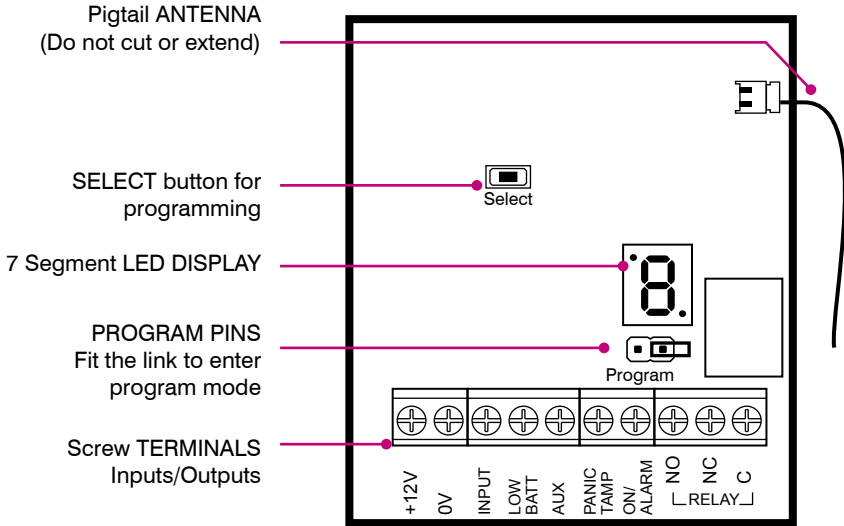 Pigtail ANTENNA
(Do not cut or extend)
SELECT button for
programming
Select
7 Segment LED DISPLAY
8
PROGRAM PINS
Fit the link to enter
program mode
Program
Screw TERMINALS
Inputs/Outputs
+12V
0V
INPUT
LOW
BATT
AUX
PANIC
TAMP
ON/
ALARM
NO
NC
C
RELAY